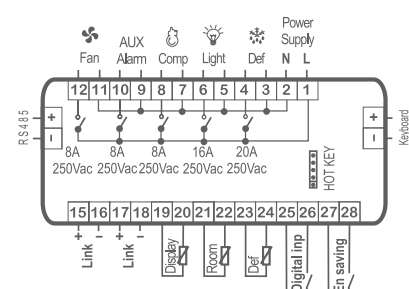 Power
Supply
AUX
Fan Alarm Comp Light Def N L
12 11 10 9 8 7 6 5 4 3 2 1
RS485
+
-
+
-
Keyboard
8A 8A 8A 16A 20A
250Vac 250Vac 250Vac 250Vac 250Vac
HOT KEY
15 16 17 18 19 20 21 22 23 24 25 26 27 28
+ - + -
Link
Link
Display
Room
Def
Digital inp
En saving